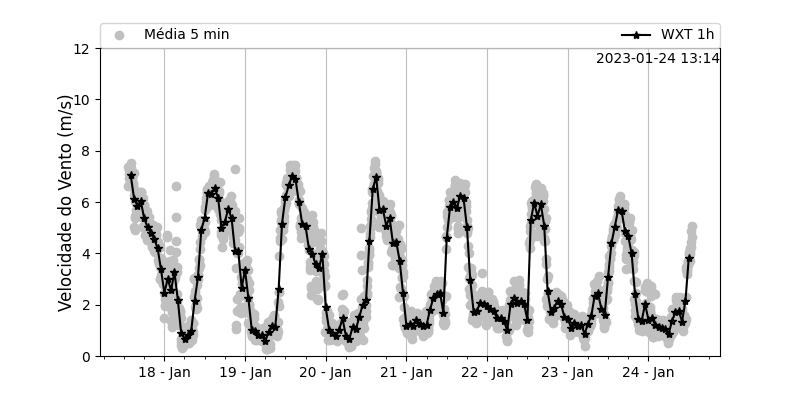 Média 5 min
WXT 1h
2023-01-24 13:14
Velocidade do Vento (m/s)
12
10
8
6
4
2
0
18 - Jan
19 - Jan
20 - Jan
21 - Jan
22 - Jan
23 - Jan
24 - Jan